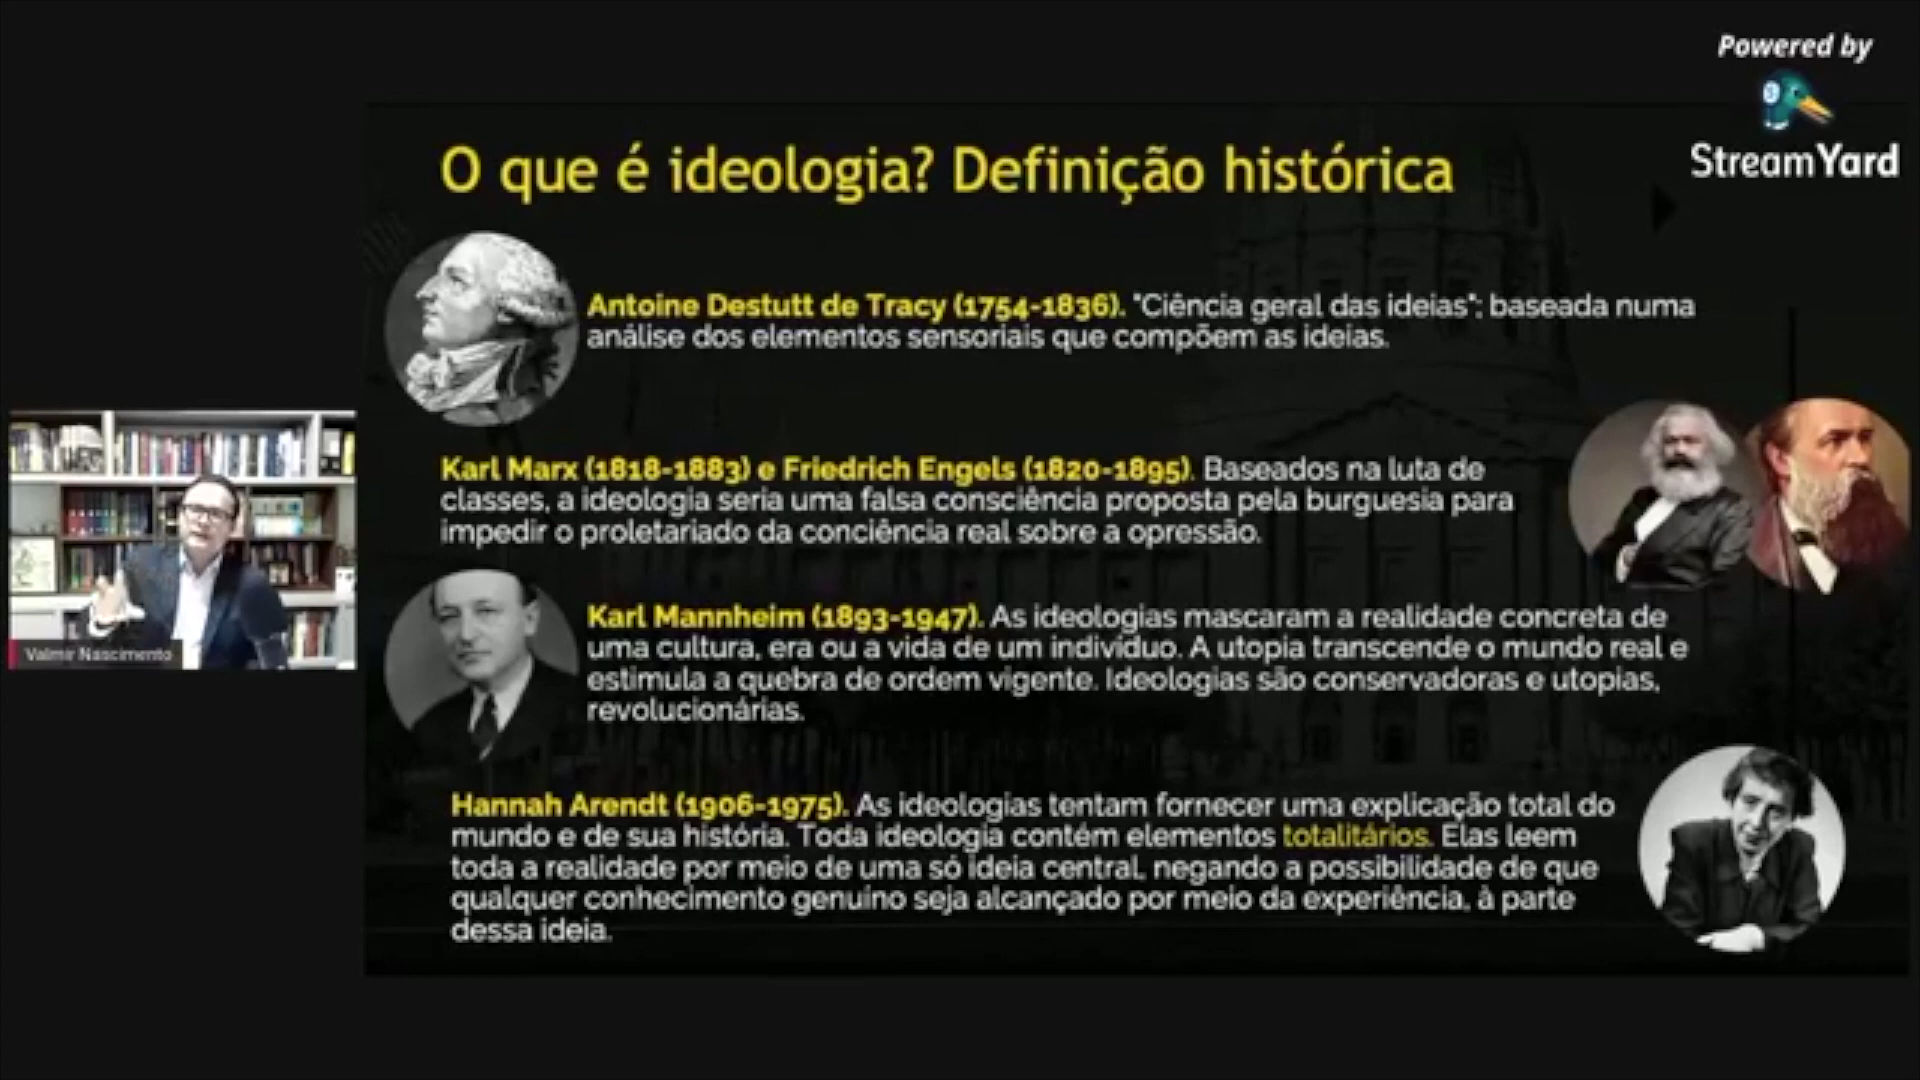 Powered by
StreamYard
O que é ideologia? Definição histórica
Antoine Destutt de Tracy (1754-1836). "Ciência geral das ideias"; baseada numa
análise dos elementos sensoriais que compõem as ideias.
Karl Marx (1818-1883) e Friedrich Engels (1820-1895). Baseados na luta de
classes, a ideologia seria uma falsa consciência proposta pela burguesia para
impedir o proletariado da conciência real sobre a opressão.
Karl Mannheim (1893-1947). As ideologias mascaram a realidade concreta de
uma cultura, era ou a vida de um indivíduo. A utopia transcende o mundo real e
estimula a quebra de ordem vigente. Ideologias são conservadoras e utopias,
revolucionárias.
Valmir Nascimento
Hannah Arendt (1906-1975). As ideologias tentam fornecer uma explicação total do
mundo e de sua história. Toda ideologia contém elementos totalitários. Elas leem
toda a realidade por meio de uma só ideia central, negando a possibilidade de que
qualquer conhecimento genuíno seja alcançado por meio da experiência, à parte
dessa ideia.